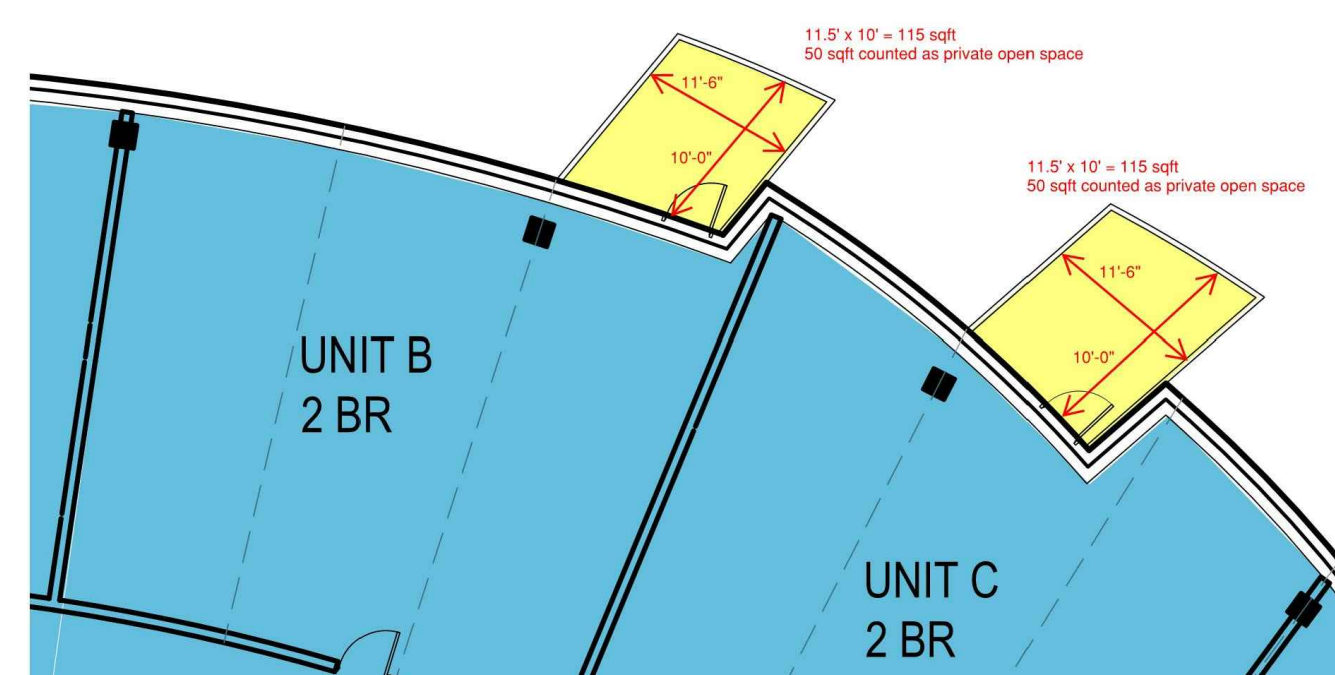 11.5' x 10' = 115 sqft
50 sqft counted as private open space
11'-6"
10'-0"
11.5' x 10' = 115 sqft
50 sqft counted as private open space
11'-6"
10'-0"
UNIT B
2 BR
UNIT C
2 BR